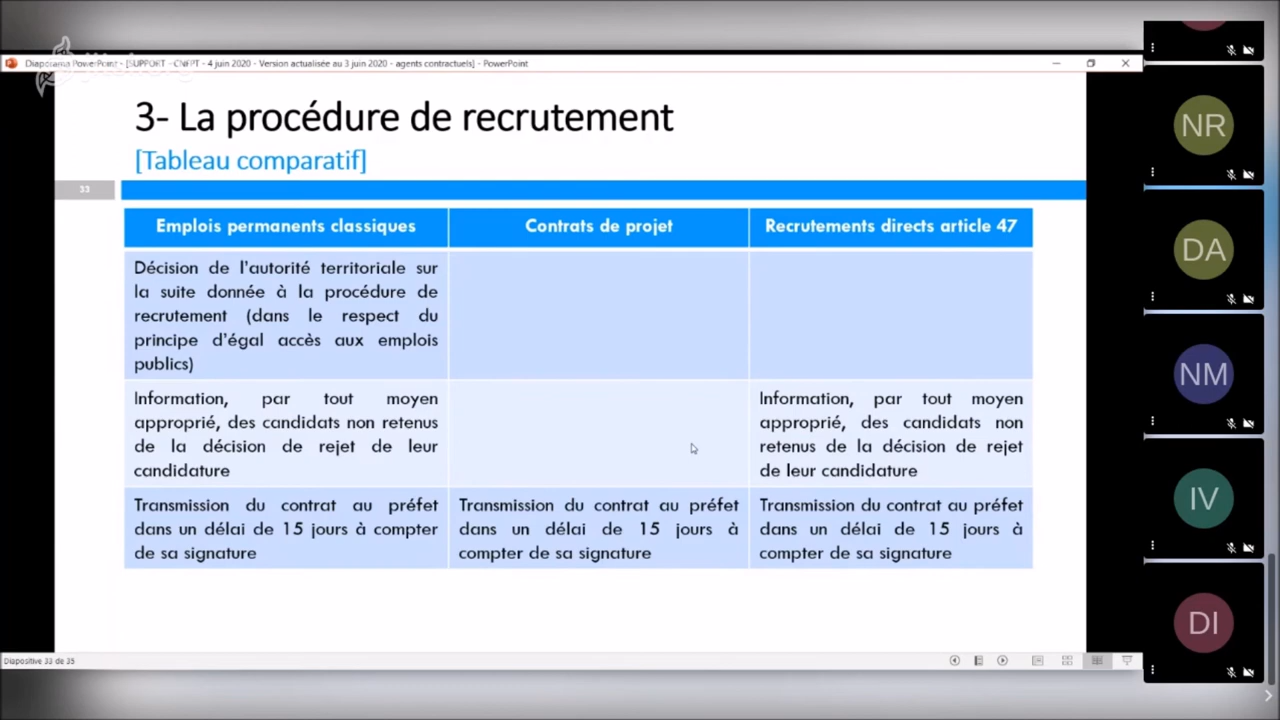 Diaporama PowerPoint - [SUPPORT - CNFPT - 4 juin 2020 - Version actualisée au 3 juin 2020 - agents contractuels] - PowerPoint
3- La procédure de recrutement
[Tableau comparatif]
33
Emplois permanents classiques
Contrats de projet
Recrutements directs article 47
Décision de l'autorité territoriale sur
la suite donnée à la procédure de
recrutement (dans le respect du
principe d'égal accès aux emplois
publics)
Information, par tout moyen
approprié, des candidats non retenus
de la décision de rejet de leur
candidature
Information, par tout moyen
approprié, des candidats non
retenus de la décision de rejet
de leur candidature
Transmission du contrat au préfet
dans un délai de 15 jours à compter
de sa signature
Transmission du contrat au préfet
dans un délai de 15 jours à
compter de sa signature
Transmission du contrat au préfet
dans un délai de 15 jours à
compter de sa signature
Diapositive 33 de 35
NR
DA
NM
IV
DI